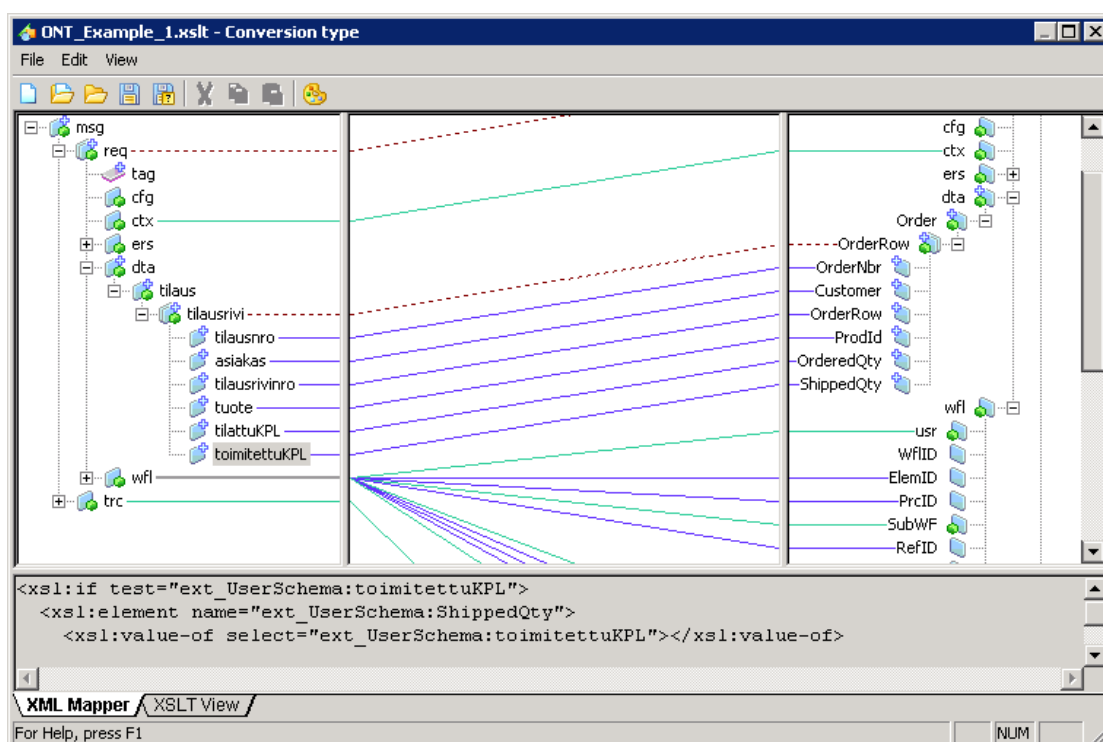 ONT_Example_1.xslt - Conversion type
File Edit View
msg
req
tag
cfg
ctx
ers
dta
tilaus
tilausrivi
tilausnro
asiakas
tilausrivinro
tuote
tilattuKPL
toimitettuKPL
wfl
trc
cfg
ctx
ers
dta
Order
OrderRow
OrderNbr
Customer
OrderRow
ProdId
OrderedQty
ShippedQty
wfl
usr
WflID
ElemID
PrcID
SubWF
RefID
<xsl:if test="ext_UserSchema:toimitettuKPL">
<xsl:element name="ext_UserSchema:ShippedQty">
<xsl:value-of select="ext_UserSchema:toimitettuKPL"></xsl:value-of>
XML Mapper XSLT View
For Help, press F1 NUM